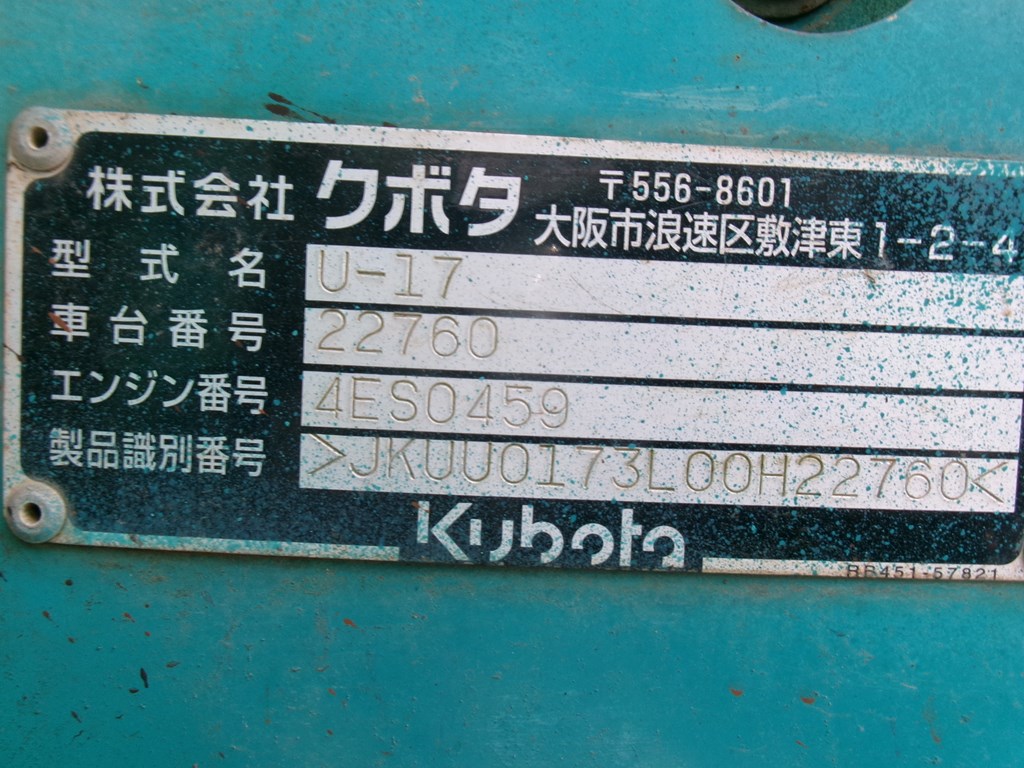 株式会社 クボタ 〒556-8601
大阪市浪速区敷津東1-2-4
型式名 U-17
車台番号 22760
エンジン番号 4ES0459
製品識別番号 >JKUU0173L00H22760<
Kubota
RB451-57821